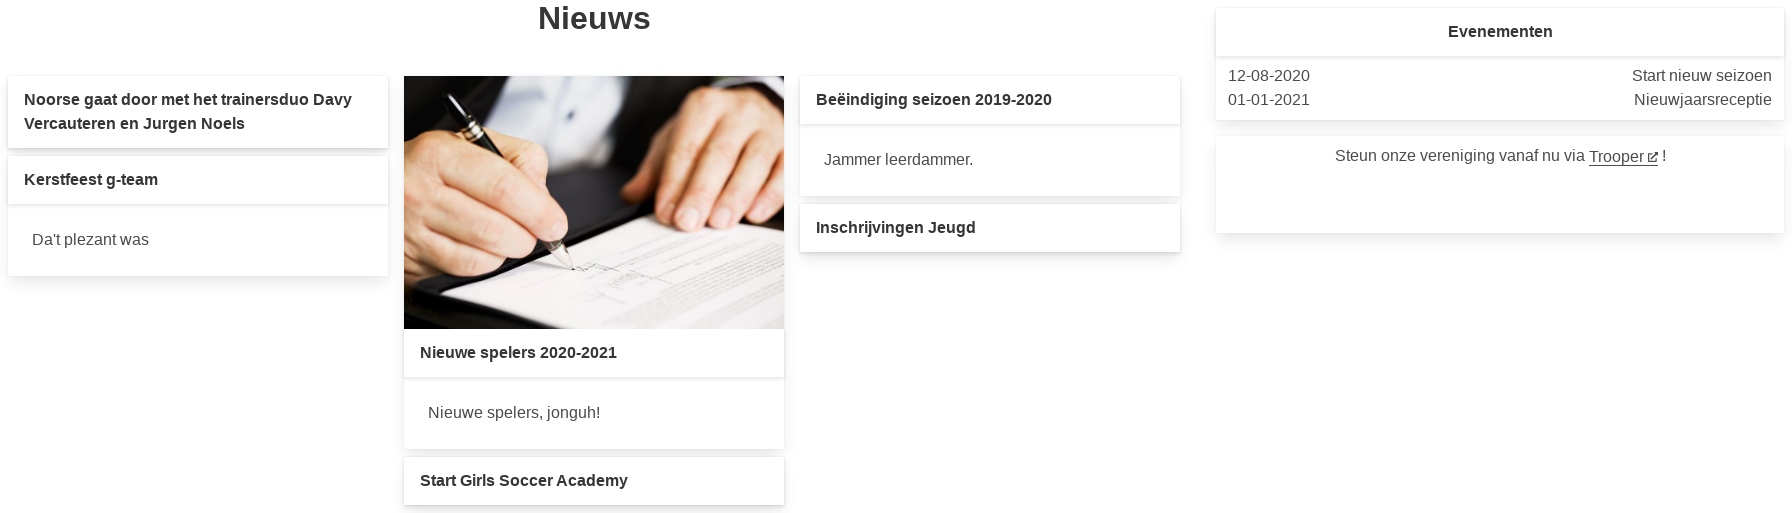 Nieuws
Noorse gaat door met het trainersduo Davy
Vercauteren en Jurgen Noels
Kerstfeest g-team
Da't plezant was
Nieuwe spelers 2020-2021
Nieuwe spelers, jonguh!
Start Girls Soccer Academy
Beëindiging seizoen 2019-2020
Jammer leerdammer.
Inschrijvingen Jeugd
Evenementen
12-08-2020 Start nieuw seizoen
01-01-2021 Nieuwjaarsreceptie
Steun onze vereniging vanaf nu via Trooper !